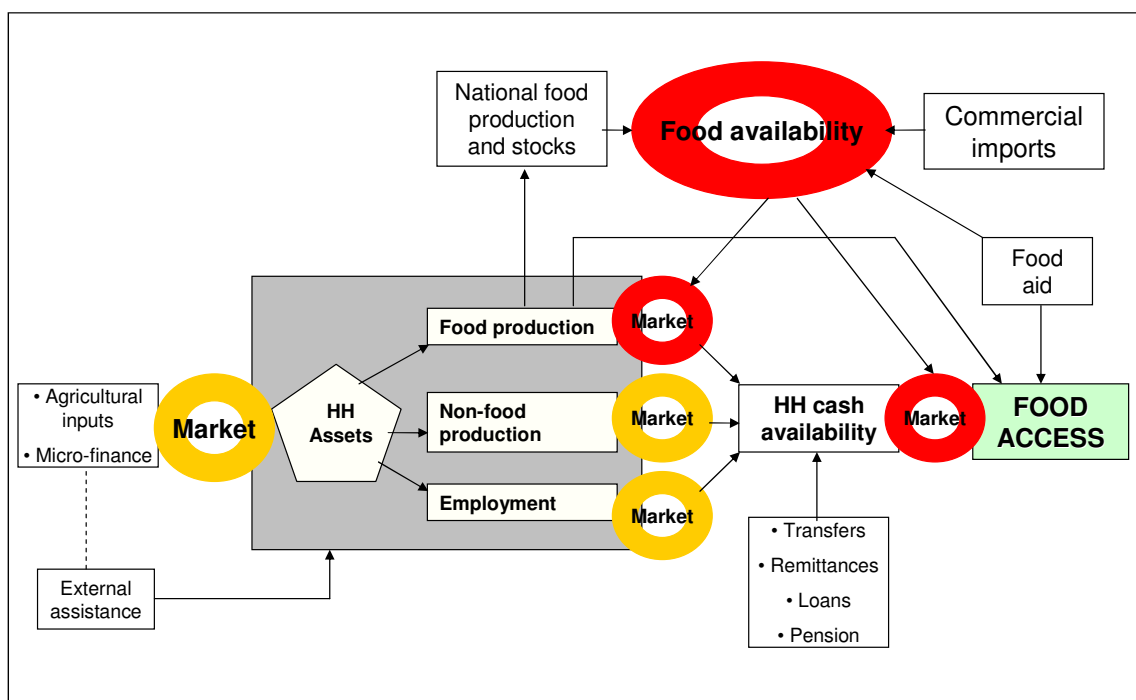 National food
production
and stocks
Food availability
Commercial
imports
Food
aid
Food production
Market
• Agricultural
inputs
• Micro-finance
Market
HH
Assets
Non-food
production
Market
HH cash
availability
Market
FOOD
ACCESS
Employment
Market
External
assistance
• Transfers
• Remittances
• Loans
• Pension